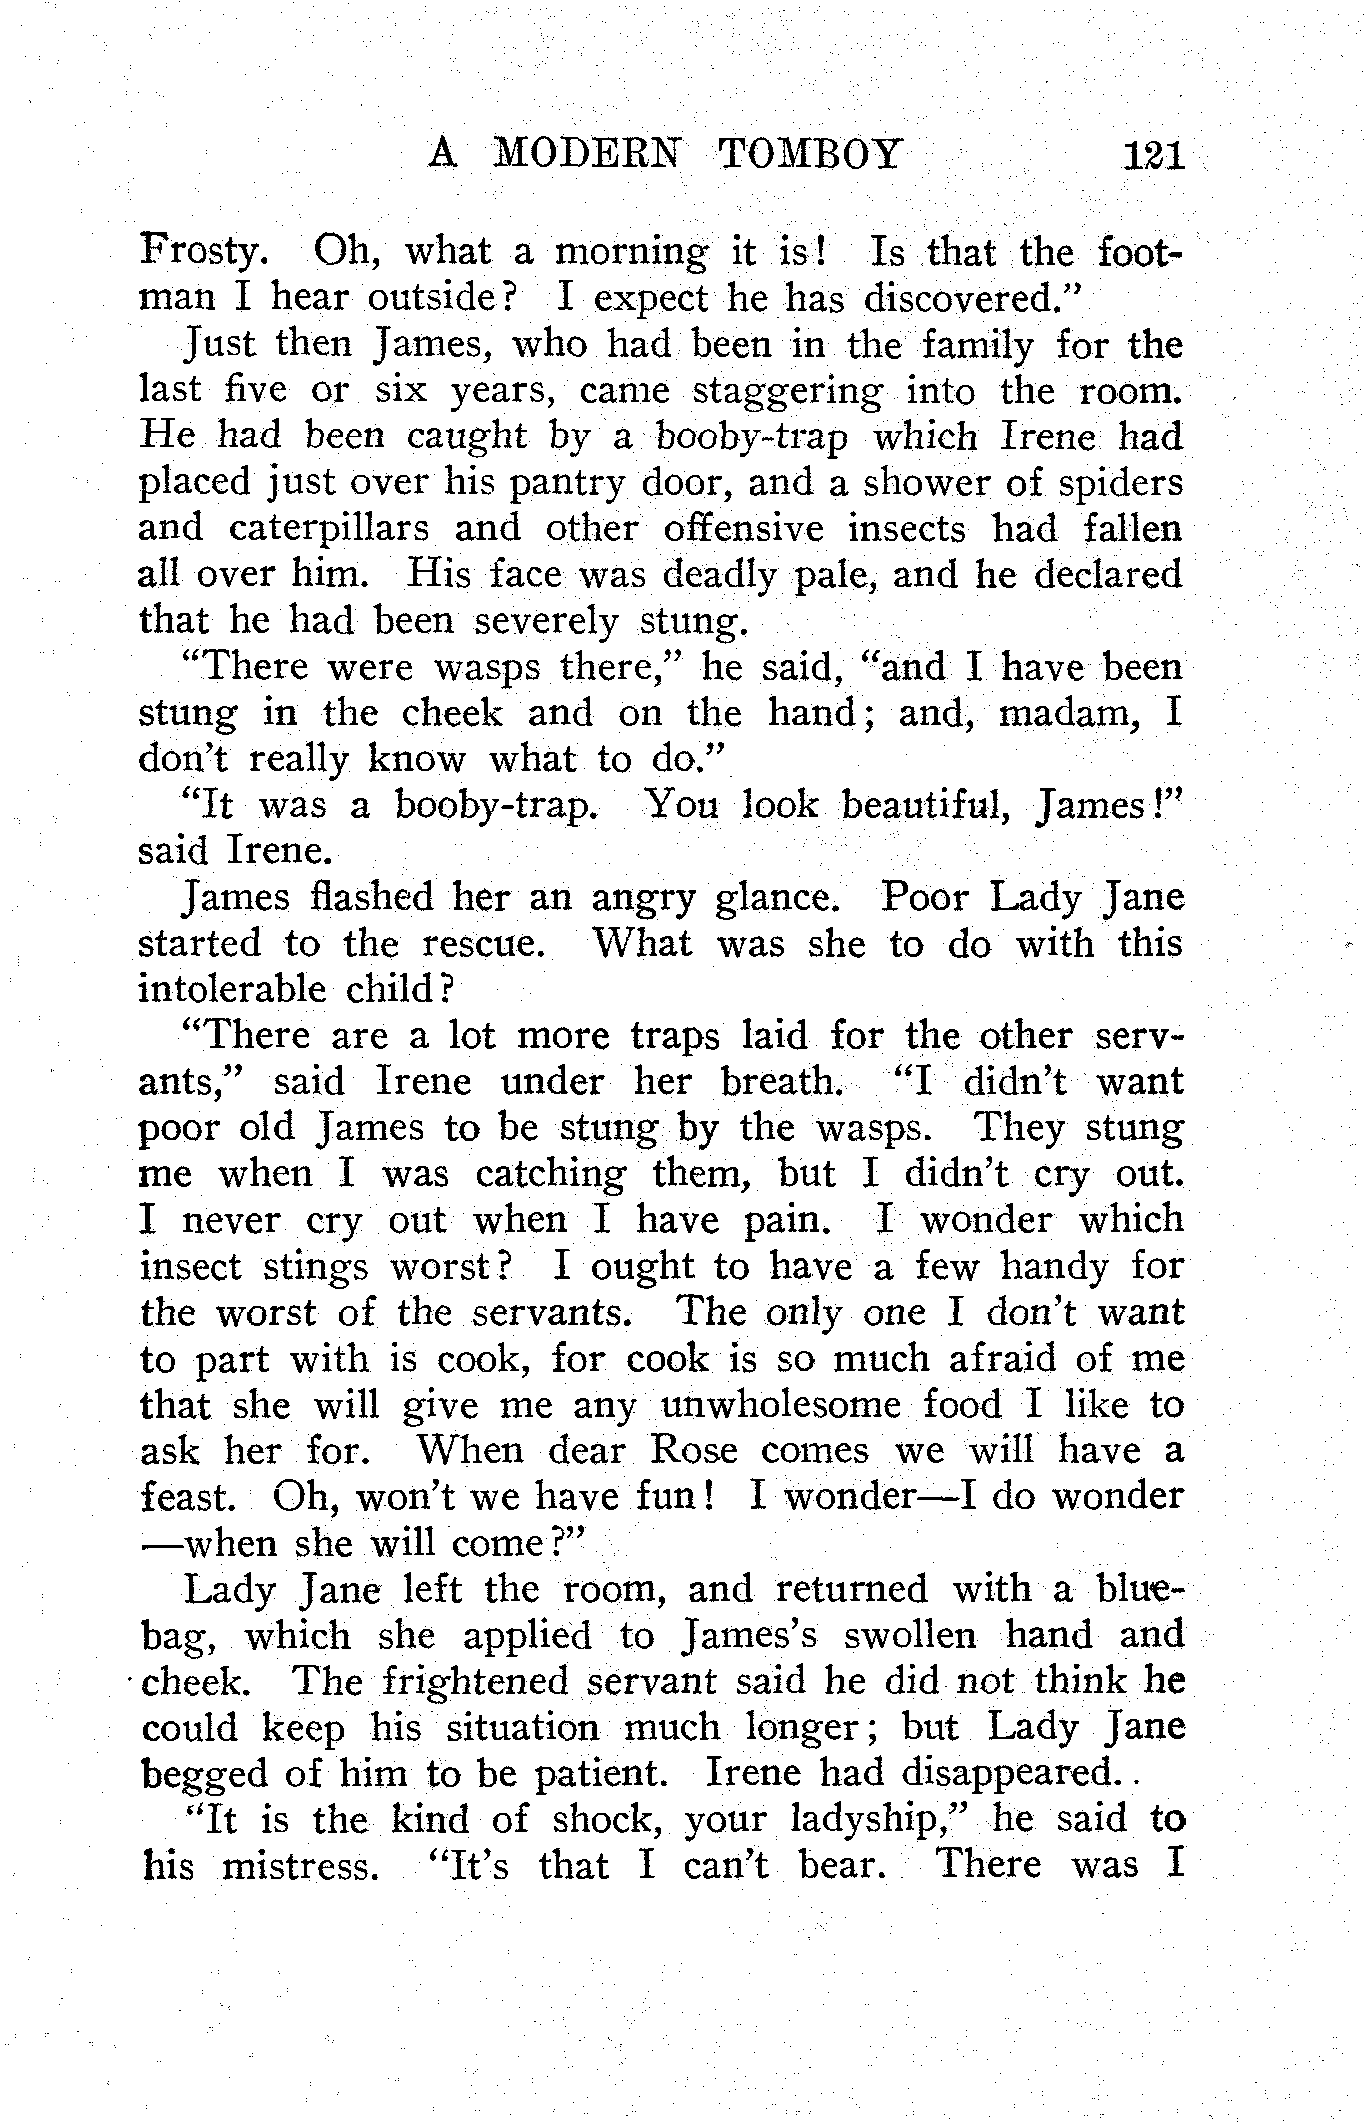 A MODERN TOMBOY 121
Frosty. Oh, what a morning it is! Is that the foot-
man I hear outside? I expect he has discovered."
Just then James, who had been in the family for the
last five or six years, came staggering into the room.
He had been caught by a booby-trap which Irene had
placed just over his pantry door, and a shower of spiders
and caterpillars and other offensive insects had fallen
all over him. His face was deadly pale, and he declared
that he had been severely stung.
"There were wasps there," he said, "and I have been
stung in the cheek and on the hand; and, madam, I
don't really know what to do."
"It was a booby-trap. You look beautiful, James!"
said Irene.
James flashed her an angry glance. Poor Lady Jane
started to the rescue. What was she to do with this
intolerable child?
"There are a lot more traps laid for the other serv-
ants," said Irene under her breath. "I didn't want
poor old James to be stung by the wasps. They stung
me when I was catching them, but I didn't cry out.
I never cry out when I have pain. I wonder which
insect stings worst? I ought to have a few handy for
the worst of the servants. The only one I don't want
to part with is cook, for cook is so much afraid of me
that she will give me any unwholesome food I like to
ask her for. When dear Rose comes we will have a
feast. Oh, won't we have fun! I wonder—I do wonder
—when she will come?"
Lady Jane left the room, and returned with a blue-
bag, which she applied to James's swollen hand and
cheek. The frightened servant said he did not think he
could keep his situation much longer; but Lady Jane
begged of him to be patient. Irene had disappeared..
"It is the kind of shock, your ladyship," he said to
his mistress. "It's that I can't bear. There was I